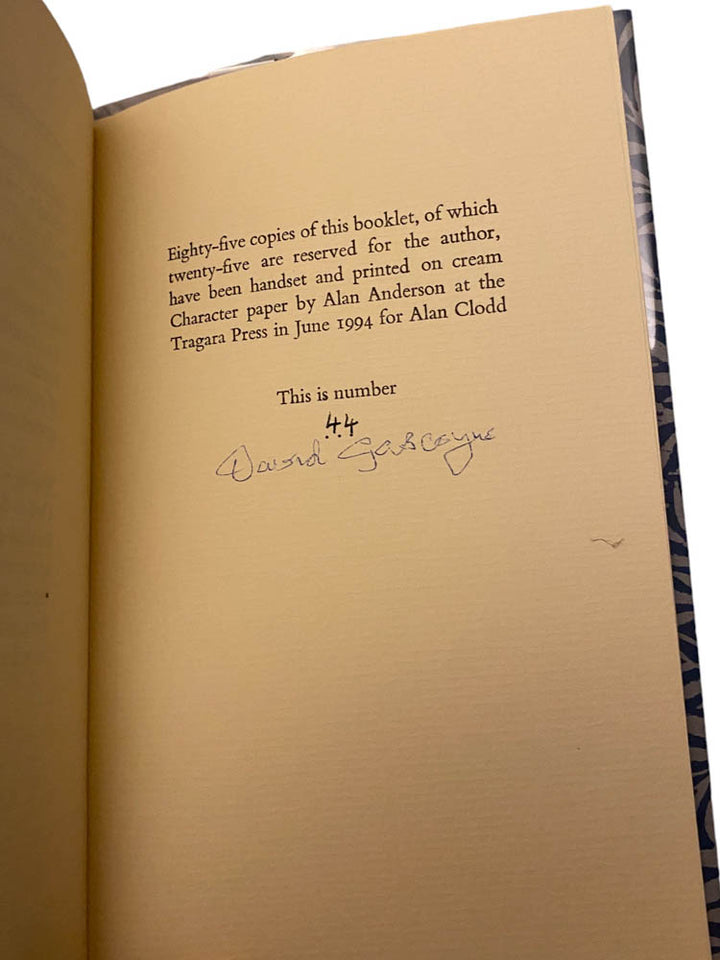 Eighty-five copies of this booklet, of which
twenty-five are reserved for the author,
have been handset and printed on cream
Character paper by Alan Anderson at the
Tragara Press in June 1994 for Alan Clodd
This is number
44
David Gascoyne